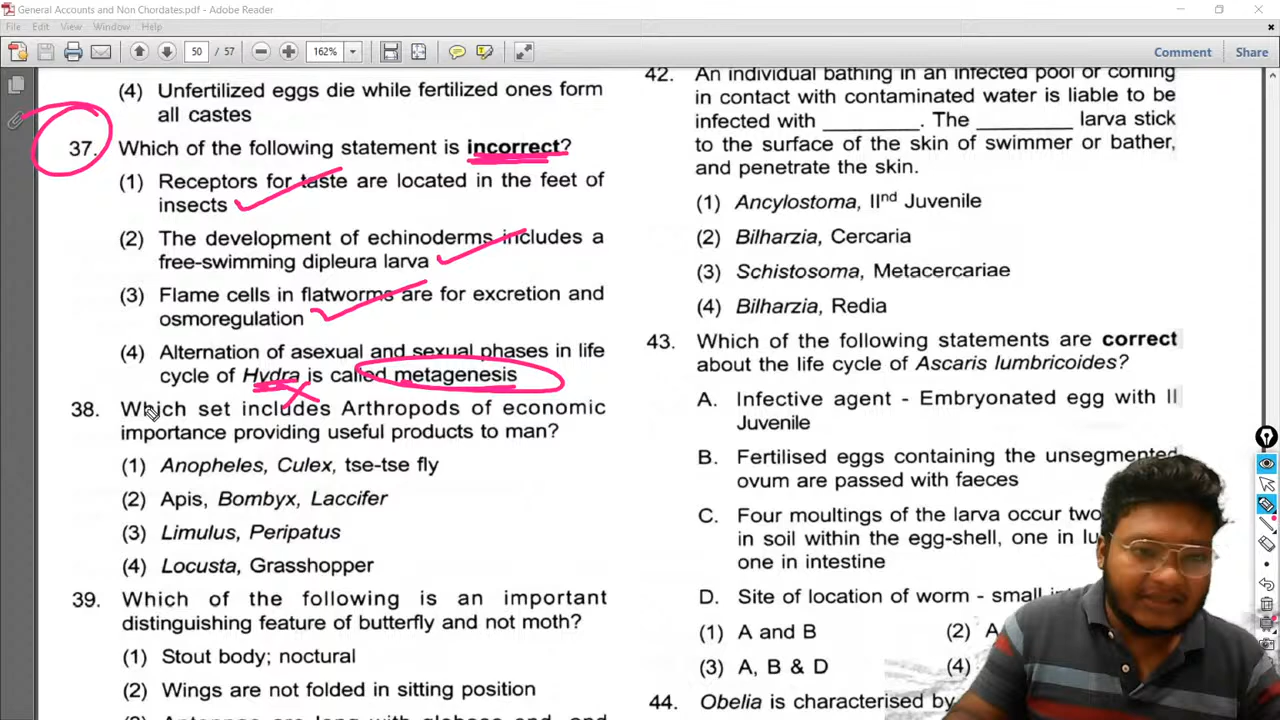 General Accounts and Non Chordates.pdf - Adobe Reader
File Edit View Window Help
50 / 57 162% Comment Share
(4) Unfertilized eggs die while fertilized ones form
all castes
37. Which of the following statement is incorrect?
(1) Receptors for taste are located in the feet of
insects
(2) The development of echinoderms includes a
free-swimming dipleura larva
(3) Flame cells in flatworms are for excretion and
osmoregulation
(4) Alternation of asexual and sexual phases in life
cycle of Hydra is called metagenesis
38. Which set includes Arthropods of economic
importance providing useful products to man?
(1) Anopheles, Culex, tse-tse fly
(2) Apis, Bombyx, Laccifer
(3) Limulus, Peripatus
(4) Locusta, Grasshopper
39. Which of the following is an important
distinguishing feature of butterfly and not moth?
(1) Stout body; noctural
(2) Wings are not folded in sitting position
42. An individual bathing in an infected pool or coming
in contact with contaminated water is liable to be
infected with ________. The ________ larva stick
to the surface of the skin of swimmer or bather,
and penetrate the skin.
(1) Ancylostoma, IInd Juvenile
(2) Bilharzia, Cercaria
(3) Schistosoma, Metacercariae
(4) Bilharzia, Redia
43. Which of the following statements are correct
about the life cycle of Ascaris lumbricoides?
A. Infective agent - Embryonated egg with II
Juvenile
B. Fertilised eggs containing the unsegmented
ovum are passed with faeces
C. Four moultings of the larva occur two
in soil within the egg-shell, one in
one in intestine
D. Site of location of worm - small
(1) A and B (2) A
(3) A, B & D (4)
44. Obelia is characterised by